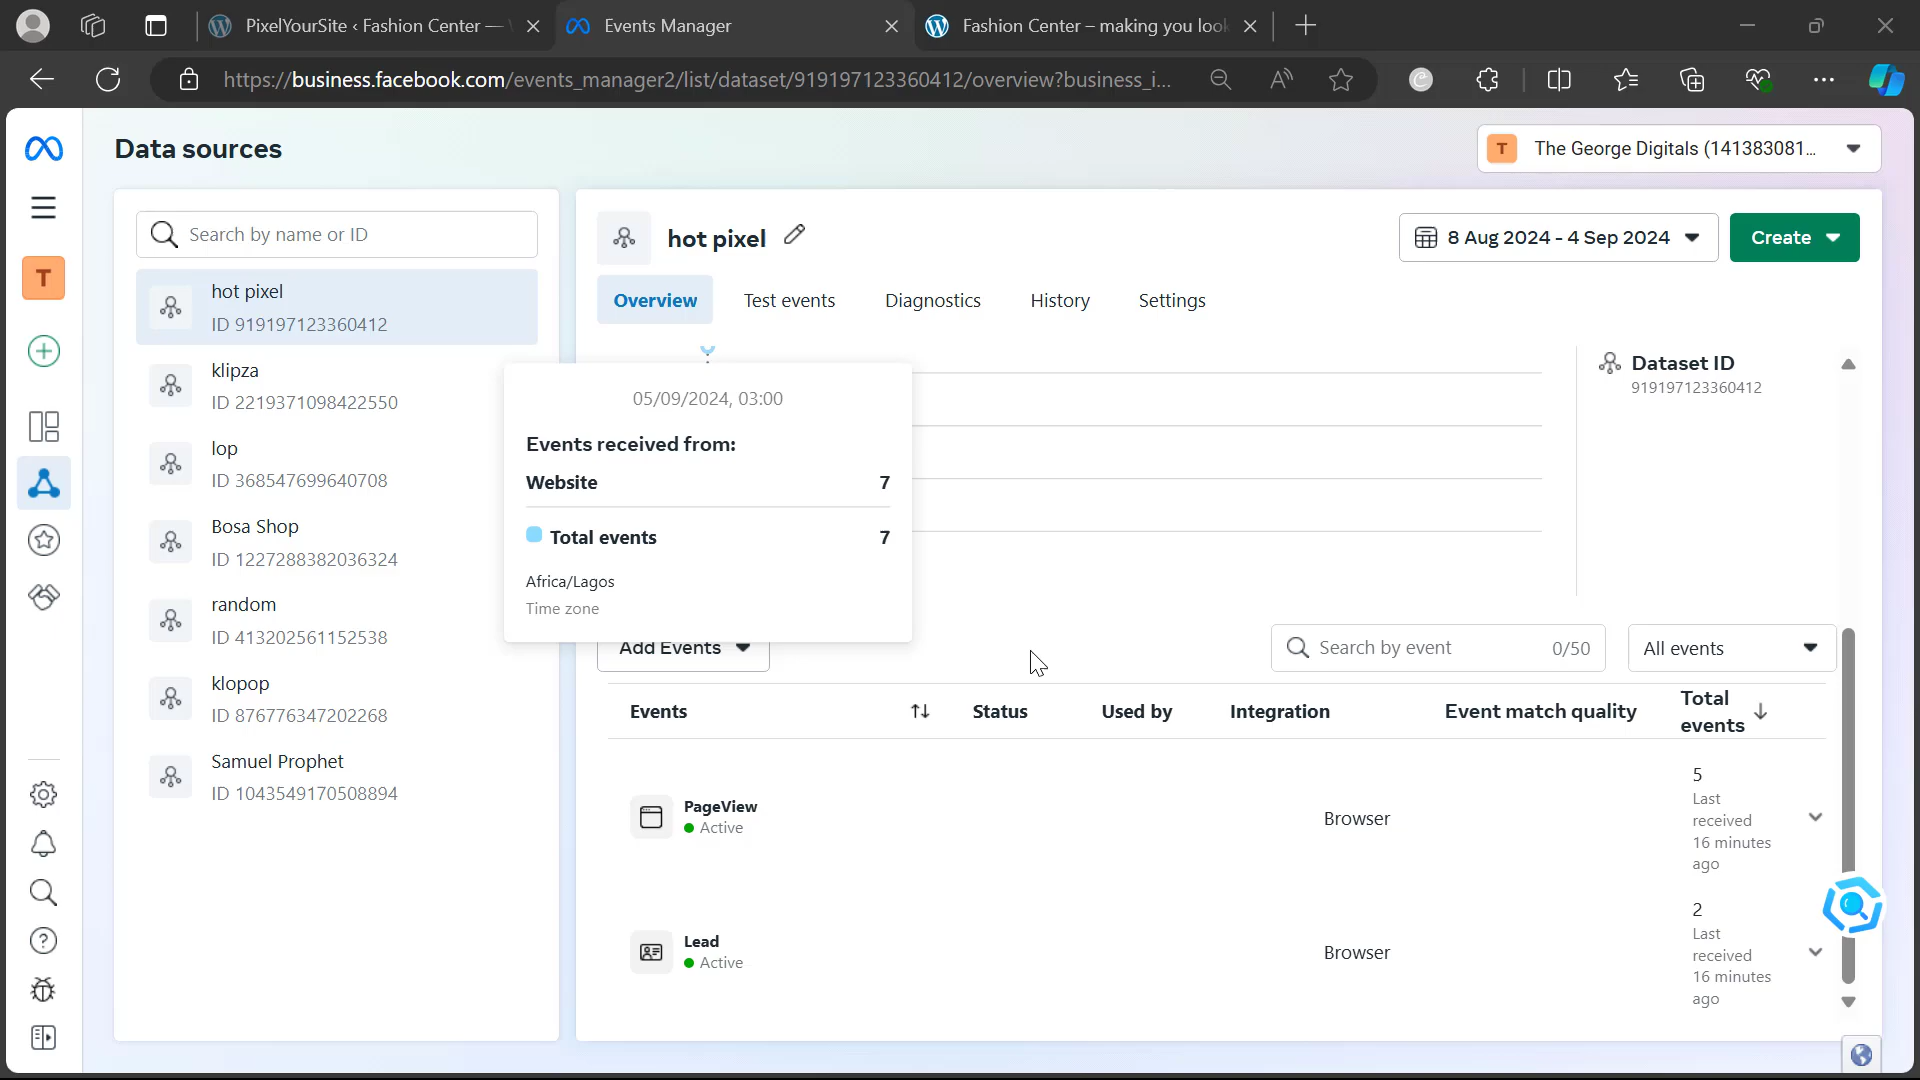 PixelYourSite ‹ Fashion Center —
Events Manager
Fashion Center – making you look
https://business.facebook.com/events_manager2/list/dataset/919197123360412/overview?business_i...
Data sources
T
The George Digitals (141383081...
Search by name or ID
T
hot pixel
ID 919197123360412
klipza
ID 2219371098422550
lop
ID 368547699640708
Bosa Shop
ID 1227288382036324
random
ID 413202561152538
klopop
ID 876776347202268
Samuel Prophet
ID 1043549170508894
hot pixel
8 Aug 2024 - 4 Sep 2024
Create
Overview
Test events
Diagnostics
History
Settings
Dataset ID
919197123360412
05/09/2024, 03:00
Events received from:
Website 7
Total events 7
Africa/Lagos
Time zone
Add Events
Search by event 0/50
All events
Events
Status
Used by
Integration
Event match quality
Total
events
PageView
Active
Browser
5
Last
received
16 minutes
ago
Lead
Active
Browser
2
Last
received
16 minutes
ago